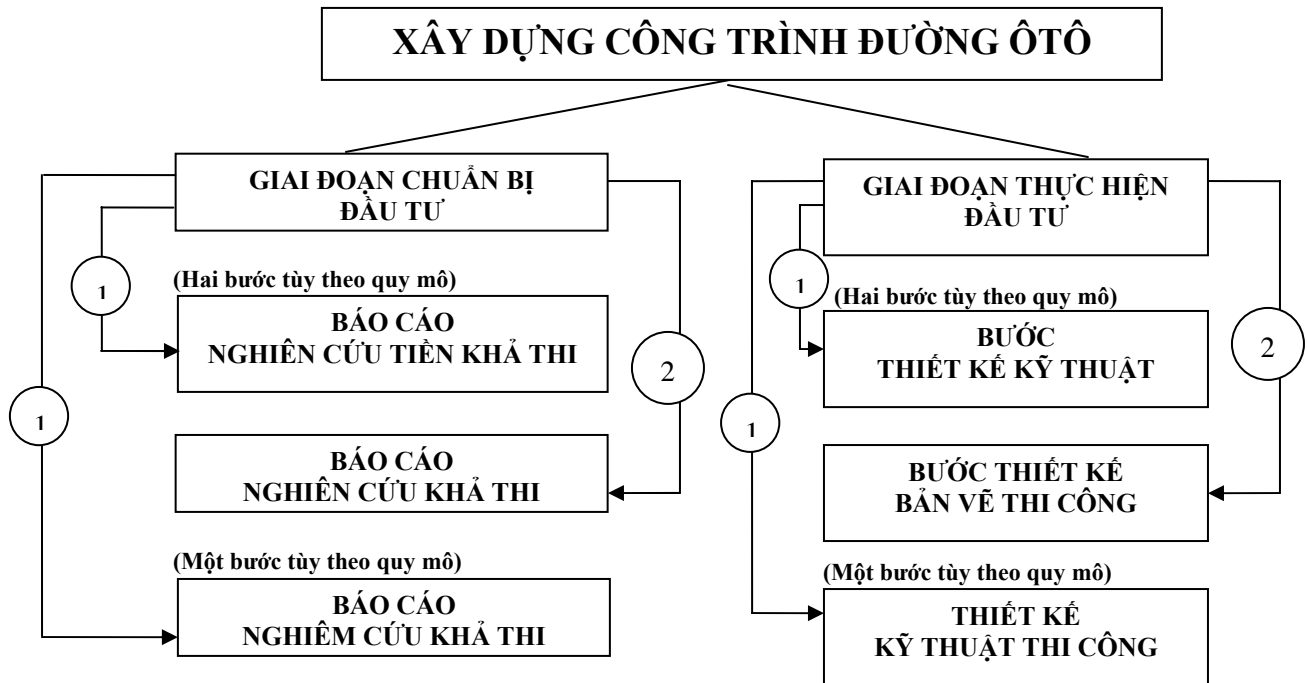 XÂY DỰNG CÔNG TRÌNH ĐƯỜNG ÔTÔ
GIAI ĐOẠN CHUẨN BỊ
ĐẦU TƯ
1
(Hai bước tùy theo quy mô)
BÁO CÁO
NGHIÊN CỨU TIỀN KHẢ THI
2
1
BÁO CÁO
NGHIÊN CỨU KHẢ THI
(Một bước tùy theo quy mô)
BÁO CÁO
NGHIÊM CỨU KHẢ THI
GIAI ĐOẠN THỰC HIỆN
ĐẦU TƯ
1
(Hai bước tùy theo quy mô)
BƯỚC
THIẾT KẾ KỸ THUẬT
2
1
BƯỚC THIẾT KẾ
BẢN VẼ THI CÔNG
(Một bước tùy theo quy mô)
THIẾT KẾ
KỸ THUẬT THI CÔNG